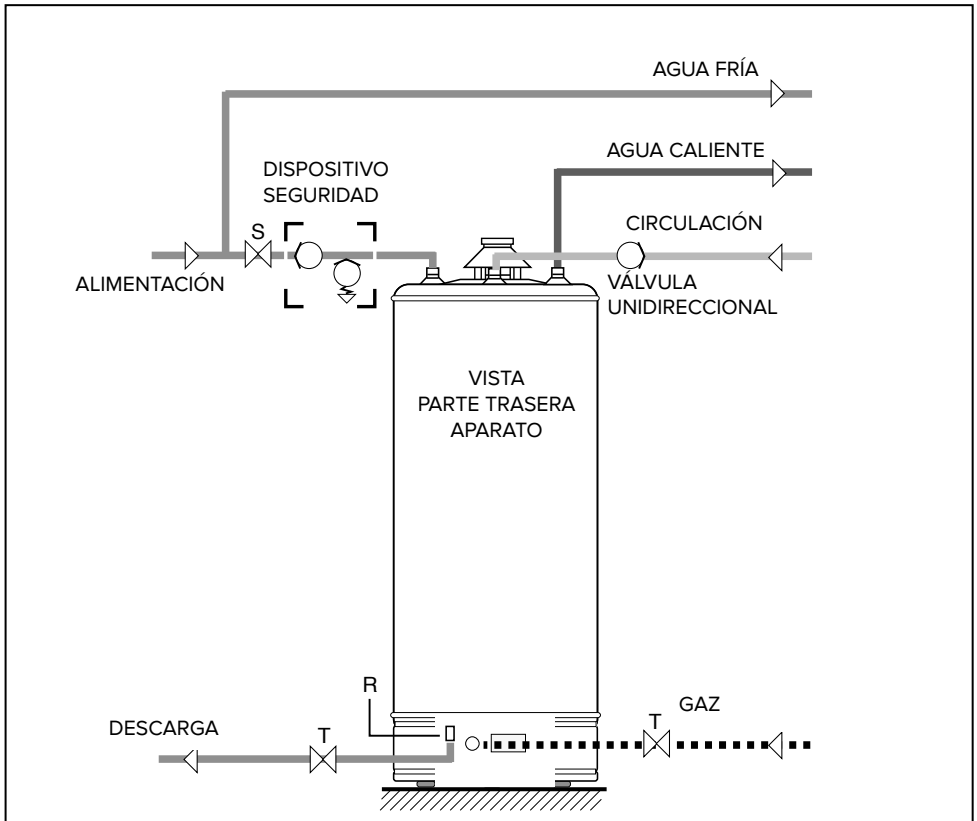 AGUA FRÍA
AGUA CALIENTE
DISPOSITIVO
SEGURIDAD
S
CIRCULACIÓN
ALIMENTACIÓN
VÁLVULA
UNIDIRECCIONAL
VISTA
PARTE TRASERA
APARATO
R
GAZ
DESCARGA
T
T